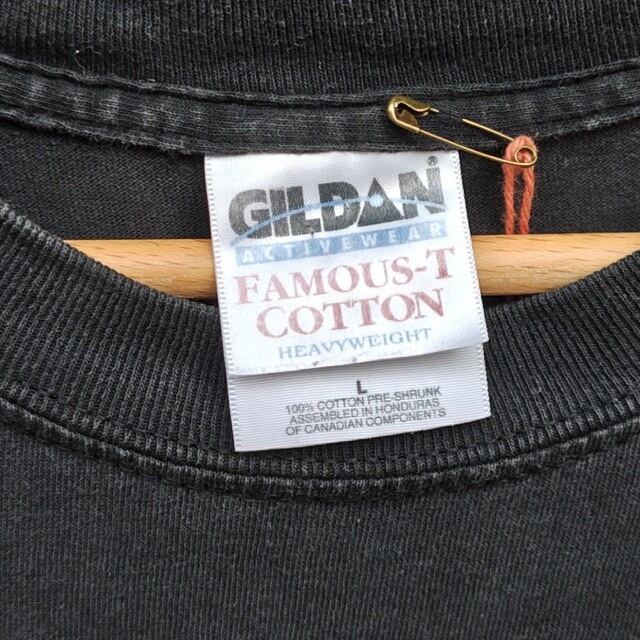 GILDAN®
ACTIVEWEAR
FAMOUS-T
COTTON
HEAVYWEIGHT
L
100% COTTON PRE-SHRUNK
ASSEMBLED IN HONDURAS
OF CANADIAN COMPONENTS